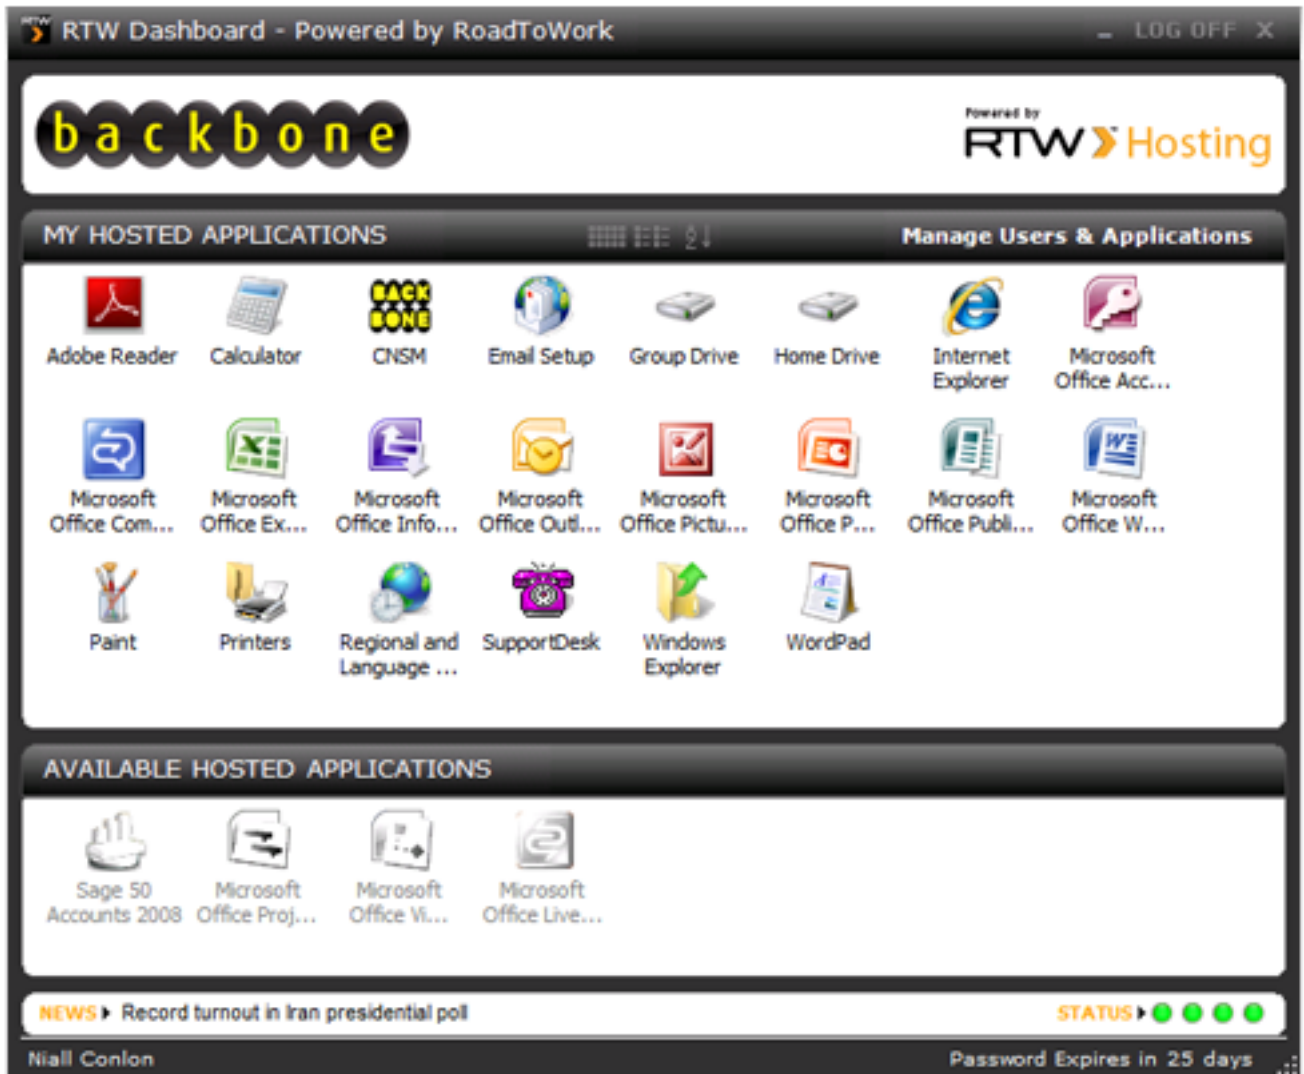 RTW Dashboard - Powered by RoadToWork
LOG OFF X
backbone
Powered by
RTW Hosting
MY HOSTED APPLICATIONS
Manage Users & Applications
BACK
BONE
Adobe Reader
Calculator
CNSM
Email Setup
Group Drive
Home Drive
Internet
Explorer
Microsoft
Office Acc...
Microsoft
Office Com...
Microsoft
Office Ex...
Microsoft
Office Info...
Microsoft
Office Outl...
Microsoft
Office Pictu...
Microsoft
Office P...
Microsoft
Office Publi...
Microsoft
Office W...
Paint
Printers
Regional and
Language ...
SupportDesk
Windows
Explorer
WordPad
AVAILABLE HOSTED APPLICATIONS
Sage 50
Accounts 2008
Microsoft
Office Proj...
Microsoft
Office Vi...
Microsoft
Office Live...
NEWS Record turnout in Iran presidential poll
STATUS
Niall Conlon
Password Expires in 25 days